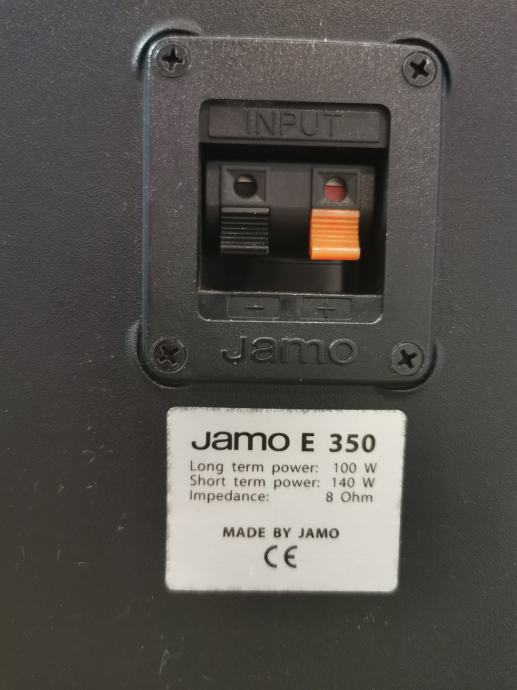 INPUT
- +
Jamo
Jamo E 350
Long term power: 100 W
Short term power: 140 W
Impedance: 8 Ohm
MADE BY JAMO
CE